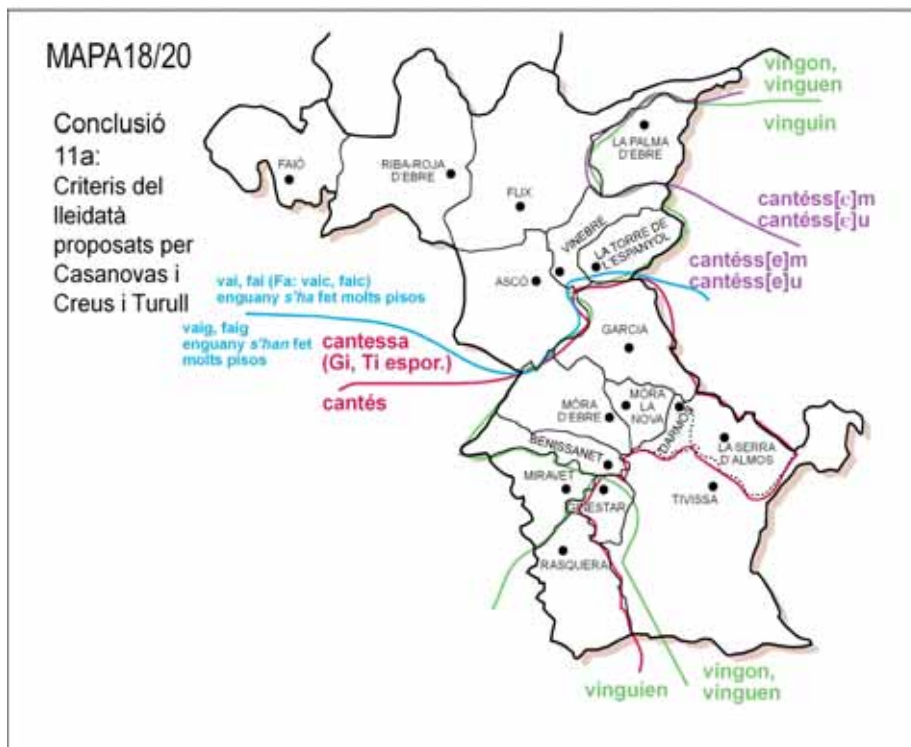 MAPA18/20
Conclusió
11a:
Criteris del
lleidatà
proposats per
Casanovas i
Creus i Turull
vingon,
vinguen
vinguin
LA PALMA
D'EBRE
FAIÓ
RIBA-ROJA
D'EBRE
FLIX
cantéss[ɛ]m
cantéss[ɛ]u
VINEBRE
LA TORRE DE
L'ESPANYOL
cantéss[e]m
cantéss[e]u
ASCÓ
vai, fai (Fa: vaic, faic)
enguany s'ha fet molts pisos
vaig, faig
enguany s'han fet
molts pisos
cantessa
(Gi, Ti espor.)
cantés
GARCIA
MÓRA
LA
NOVA
MÓRA
D'EBRE
DARMÓS
LA SERRA
D'ALMOS
BENISSANET
MIRAVET
GINESTAR
TIVISSA
RASQUERA
vinguien
vingon,
vinguen